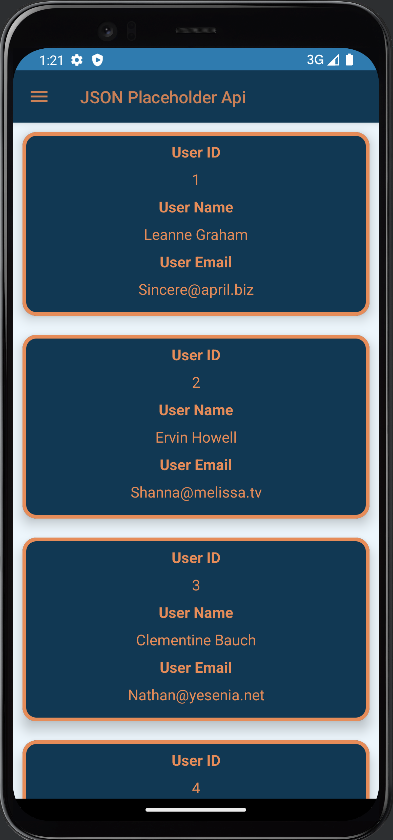 1:21
3G
JSON Placeholder Api
User ID
1
User Name
Leanne Graham
User Email
Sincere@april.biz
User ID
2
User Name
Ervin Howell
User Email
Shanna@melissa.tv
User ID
3
User Name
Clementine Bauch
User Email
Nathan@yesenia.net
User ID
4